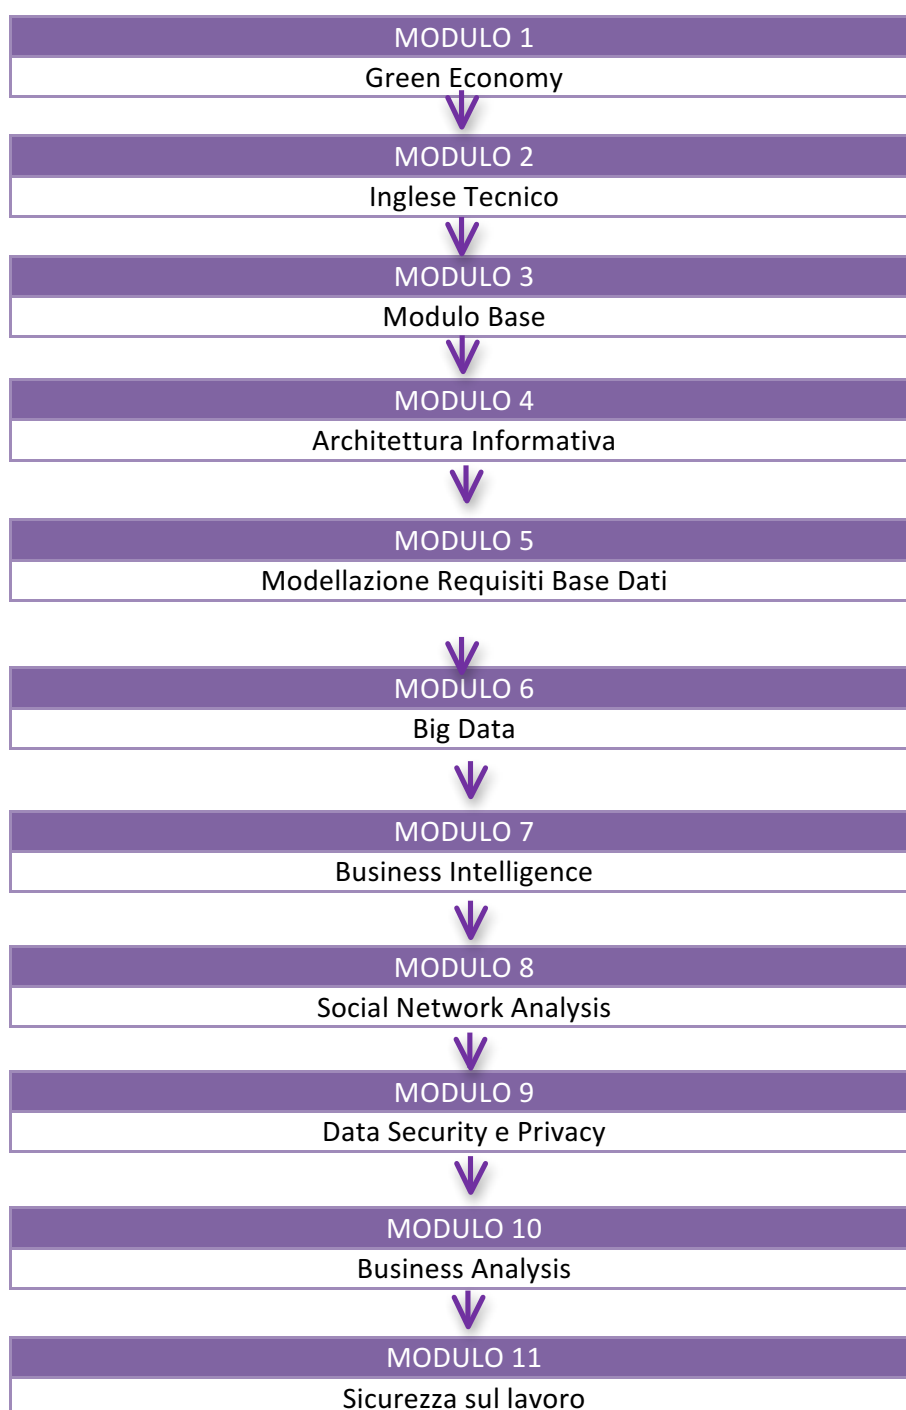 MODULO 1
Green Economy
MODULO 2
Inglese Tecnico
MODULO 3
Modulo Base
MODULO 4
Architettura Informativa
MODULO 5
Modellazione Requisiti Base Dati
MODULO 6
Big Data
MODULO 7
Business Intelligence
MODULO 8
Social Network Analysis
MODULO 9
Data Security e Privacy
MODULO 10
Business Analysis
MODULO 11
Sicurezza sul lavoro